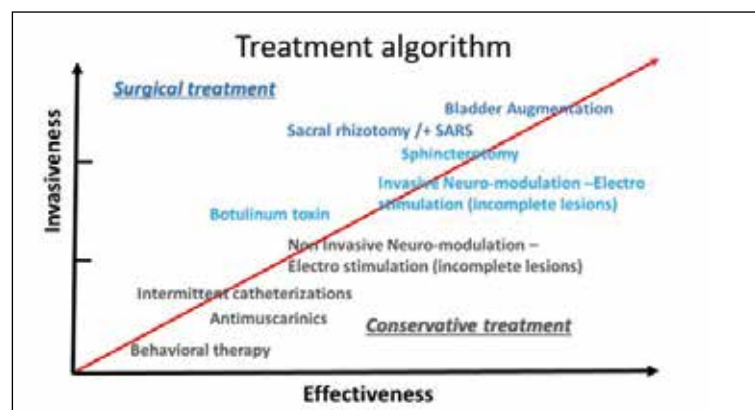 Treatment algorithm
Surgical treatment
Bladder Augmentation
Sacral rhizotomy /+ SARS
Sphincterotomy
Invasive Neuro-modulation –Electro
stimulation (incomplete lesions)
Botulinum toxin
Non Invasive Neuro-modulation –
Electro stimulation (incomplete lesions)
Intermittent catheterizations
Antimuscarinics
Conservative treatment
Behavioral therapy
Invasiveness
Effectiveness